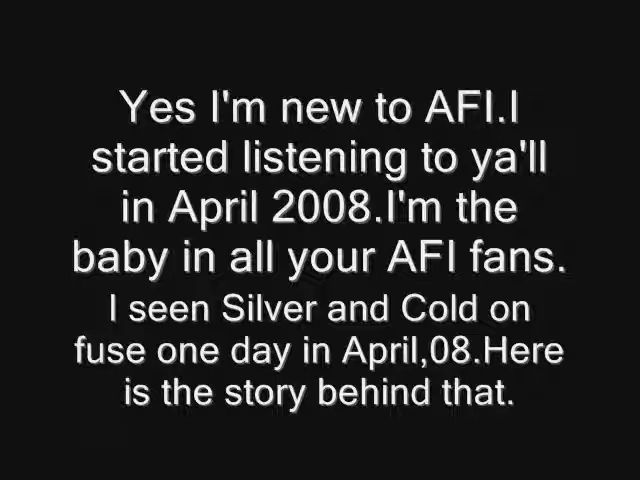 Yes I'm new to AFI.I
started listening to ya'll
in April 2008.I'm the
baby in all your AFI fans.
I seen Silver and Cold on
fuse one day in April,08.Here
is the story behind that.